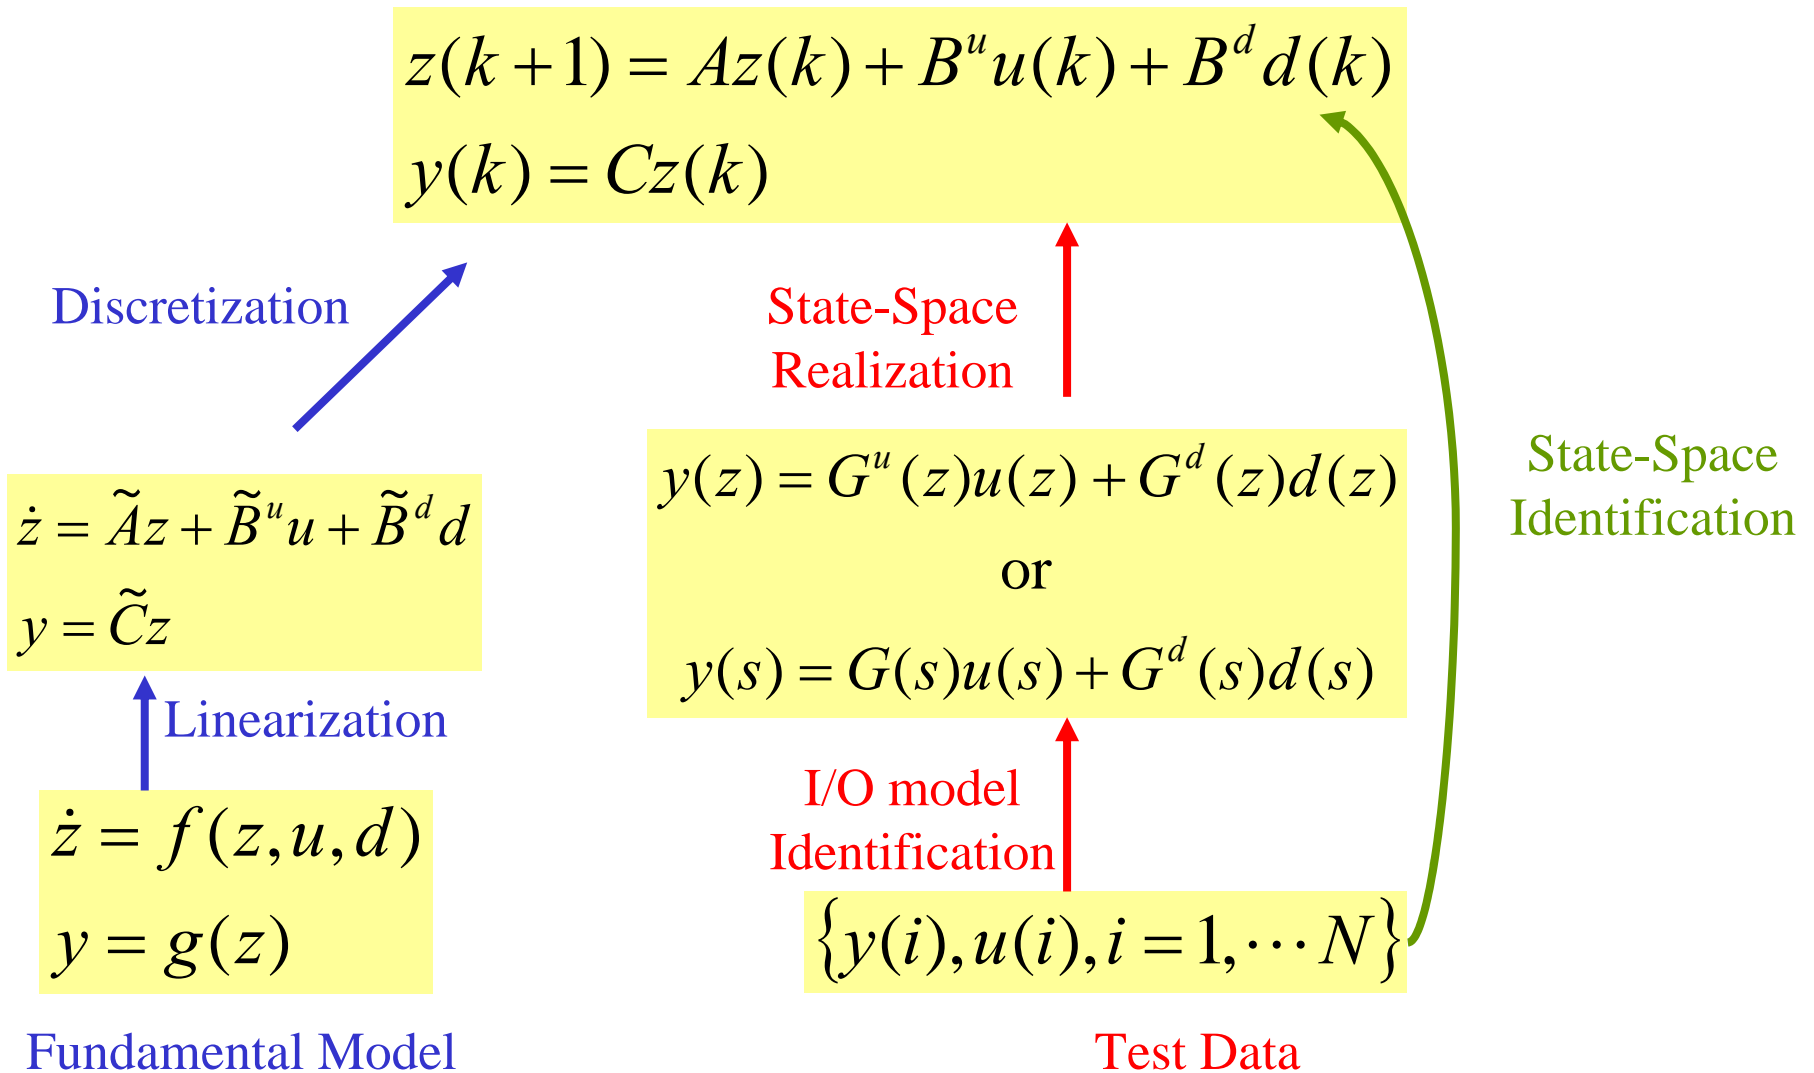 z(k+1) = Az(k) + B^u u(k) + B^d d(k)
y(k) = Cz(k)
Discretization
State-Space
Realization
State-Space
Identification
ż = Ãz + B̃^u u + B̃^d d
y = C̃z
y(z) = G^u(z)u(z) + G^d(z)d(z)
or
y(s) = G(s)u(s) + G^d(s)d(s)
Linearization
I/O model
Identification
ż = f(z,u,d)
y = g(z)
{y(i),u(i),i = 1,⋯N}
Fundamental Model
Test Data